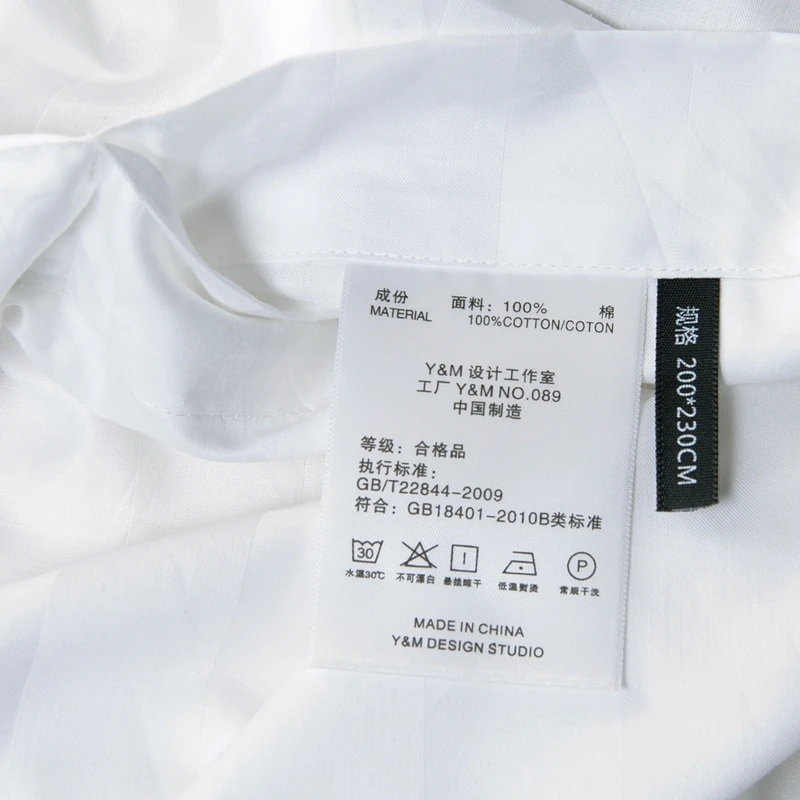 成份 面料：100% 棉
MATERIAL 100%COTTON/COTON
Y&M 设计工作室
工厂 Y&M NO.089
中国制造
等级：合格品
执行标准：
GB/T22844-2009
符合：GB18401-2010B类标准
30
P
水温30℃ 不可漂白 悬挂晾干 低温熨烫 常规干洗
MADE IN CHINA
Y&M DESIGN STUDIO
规格 200*230CM